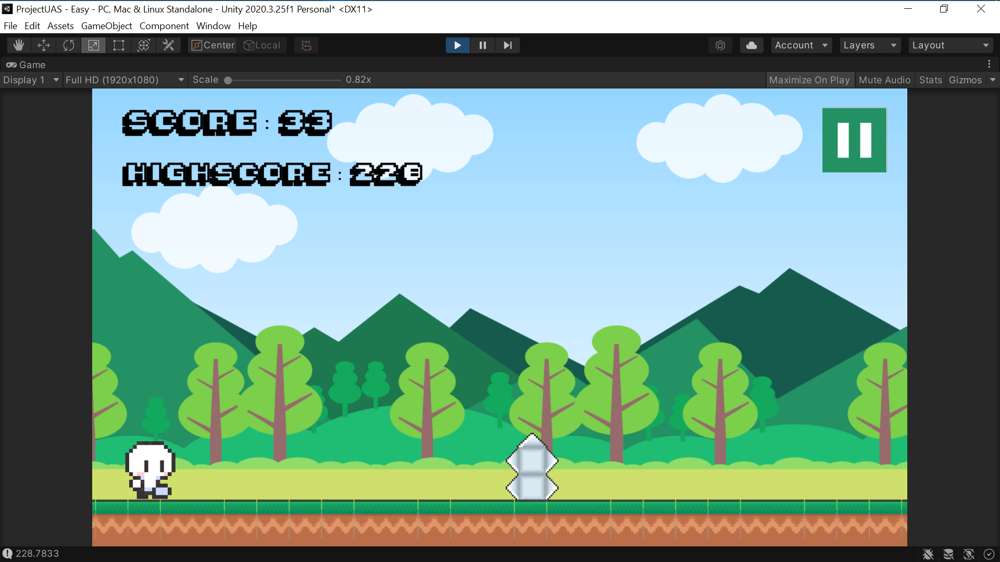 ProjectUAS - Easy - PC, Mac & Linux Standalone - Unity 2020.3.25f1 Personal* <DX11>
File Edit Assets GameObject Component Window Help
Center Local Account Layers Layout
Game
Display 1 Full HD (1920x1080) Scale 0.82x Maximize On Play Mute Audio Stats Gizmos
SCORE : 33
HIGHSCORE : 228
228.7833